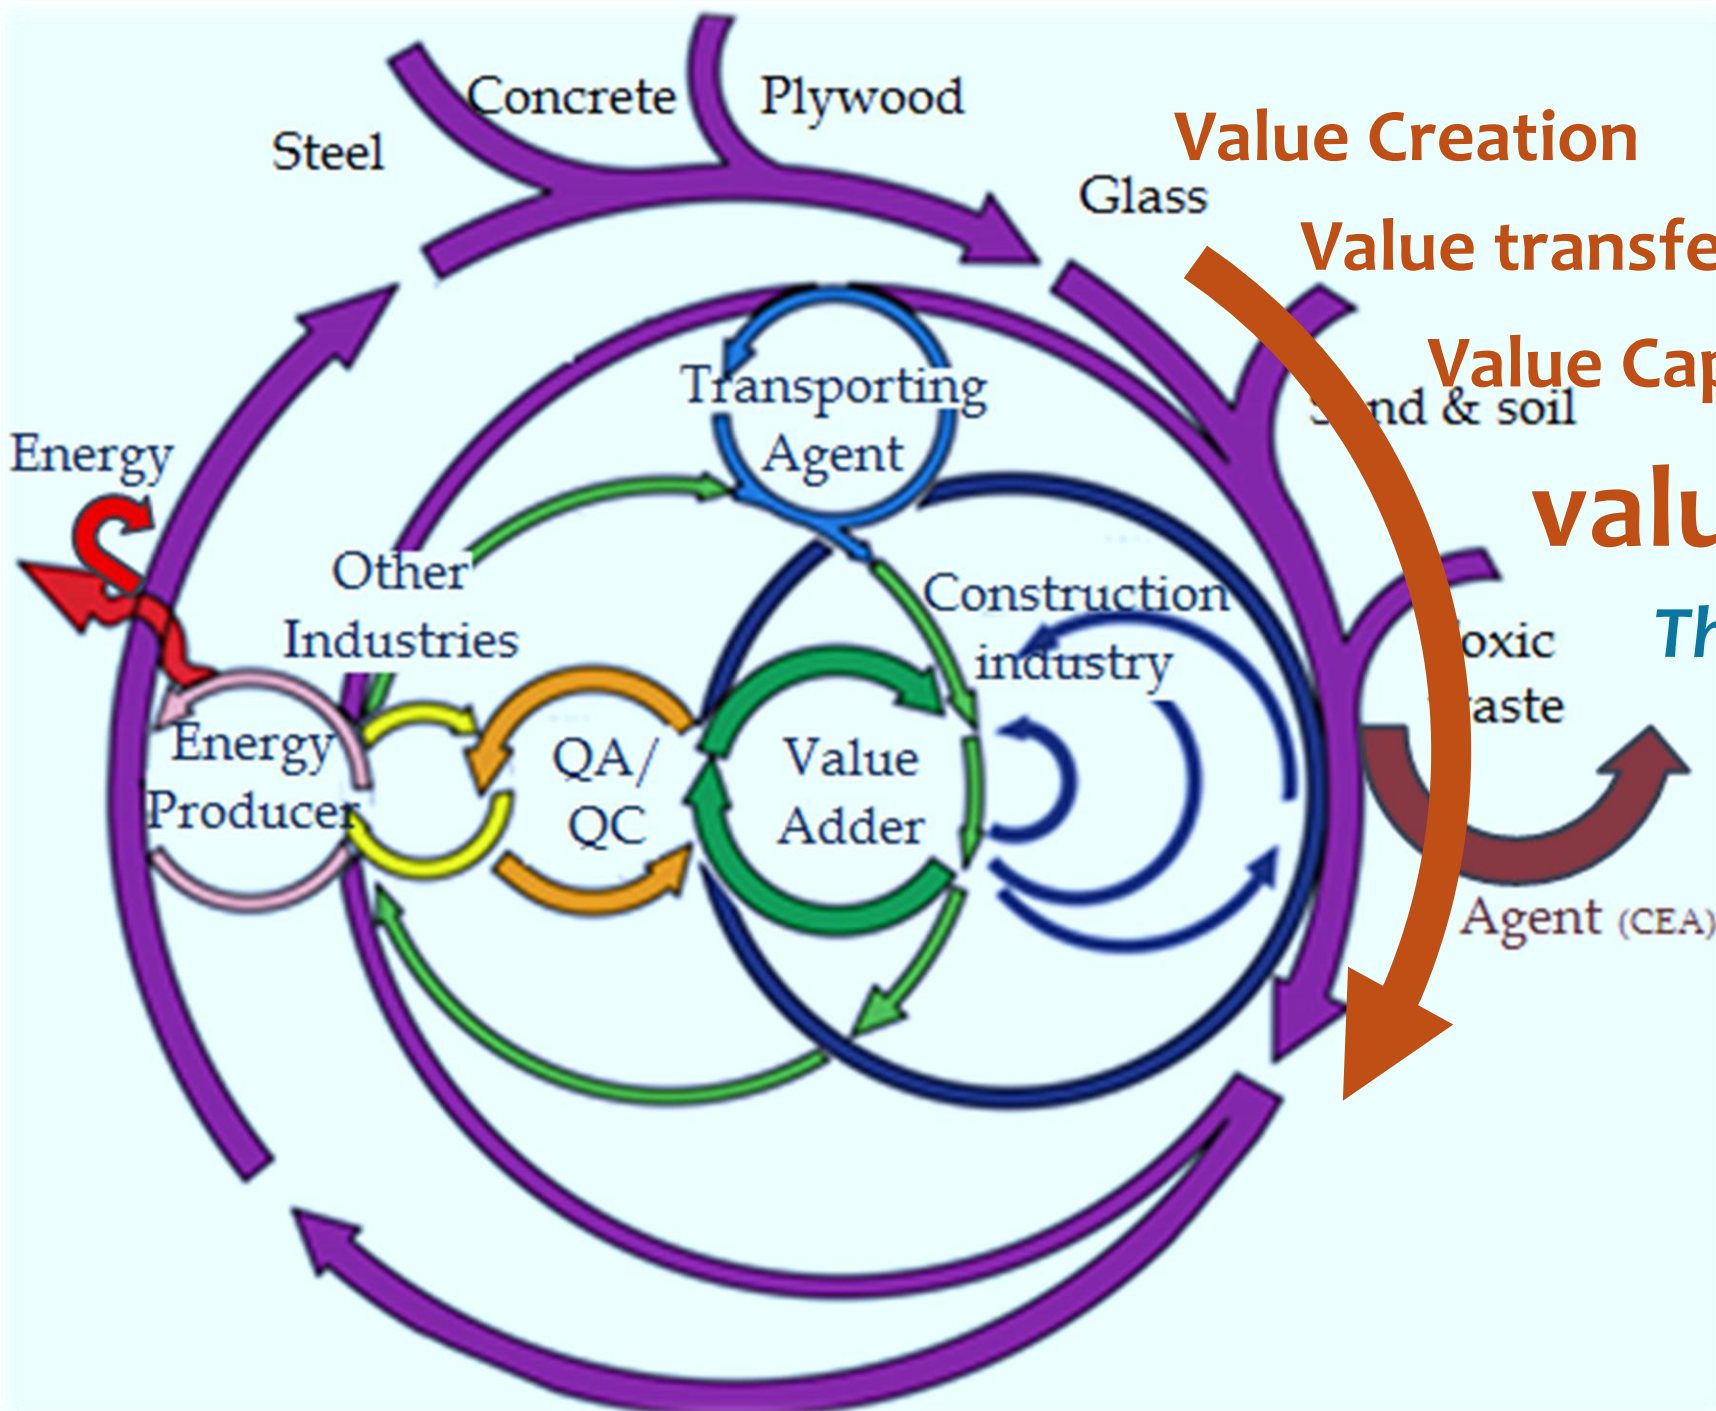 Concrete
Plywood
Steel
Value Creation
Glass
Value transfe
Value Cap
nd & soil
Energy
Transporting
Agent
valu
Other
Industries
Construction
industry
Th
oxic
aste
Energy
Producer
QA/
QC
Value
Adder
Agent (CEA)